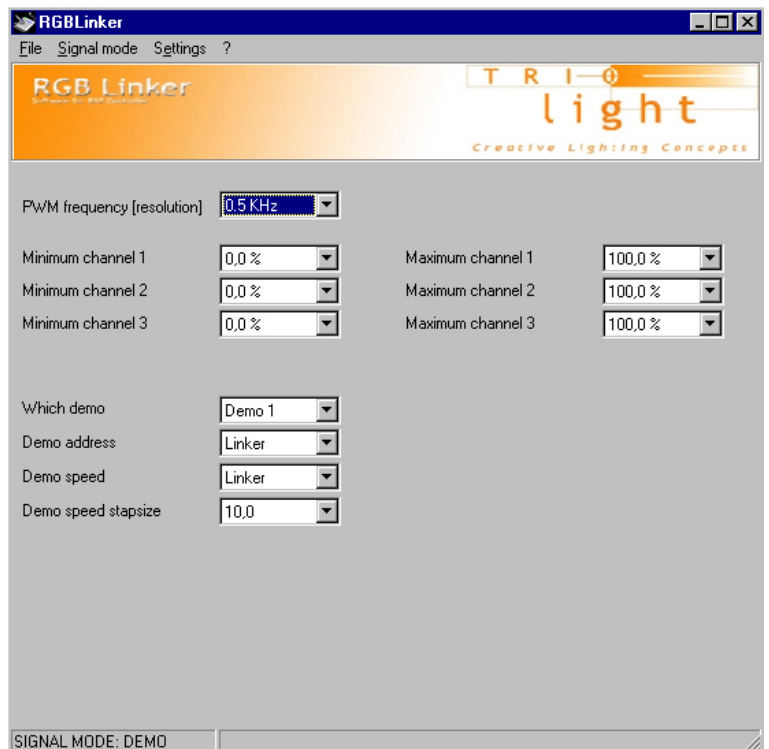 RGBLinker
File Signal mode Settings ?
RGB Linker
TRIO
light
Creative Lighting Concepts
PWM frequency [resolution] 0.5 KHz
Minimum channel 1 0,0 % Maximum channel 1 100,0 %
Minimum channel 2 0,0 % Maximum channel 2 100,0 %
Minimum channel 3 0,0 % Maximum channel 3 100,0 %
Which demo Demo 1
Demo address Linker
Demo speed Linker
Demo speed stapsize 10,0
SIGNAL MODE: DEMO